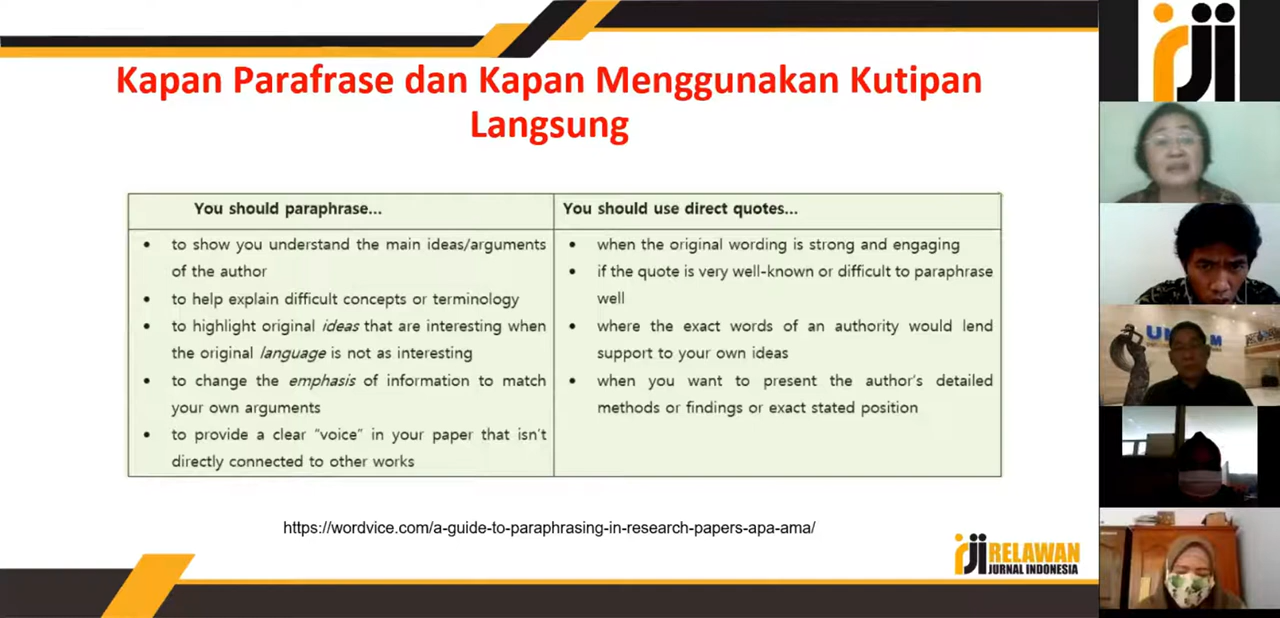 Kapan Parafrase dan Kapan Menggunakan Kutipan
Langsung
You should paraphrase...
• to show you understand the main ideas/arguments
of the author
• to help explain difficult concepts or terminology
• to highlight original ideas that are interesting when
the original language is not as interesting
• to change the emphasis of information to match
your own arguments
• to provide a clear “voice” in your paper that isn't
directly connected to other works
You should use direct quotes...
• when the original wording is strong and engaging
• if the quote is very well-known or difficult to paraphrase
well
• where the exact words of an authority would lend
support to your own ideas
• when you want to present the author's detailed
methods or findings or exact stated position
https://wordvice.com/a-guide-to-paraphrasing-in-research-papers-apa-ama/
rji RELAWAN
JURNAL INDONESIA
rji